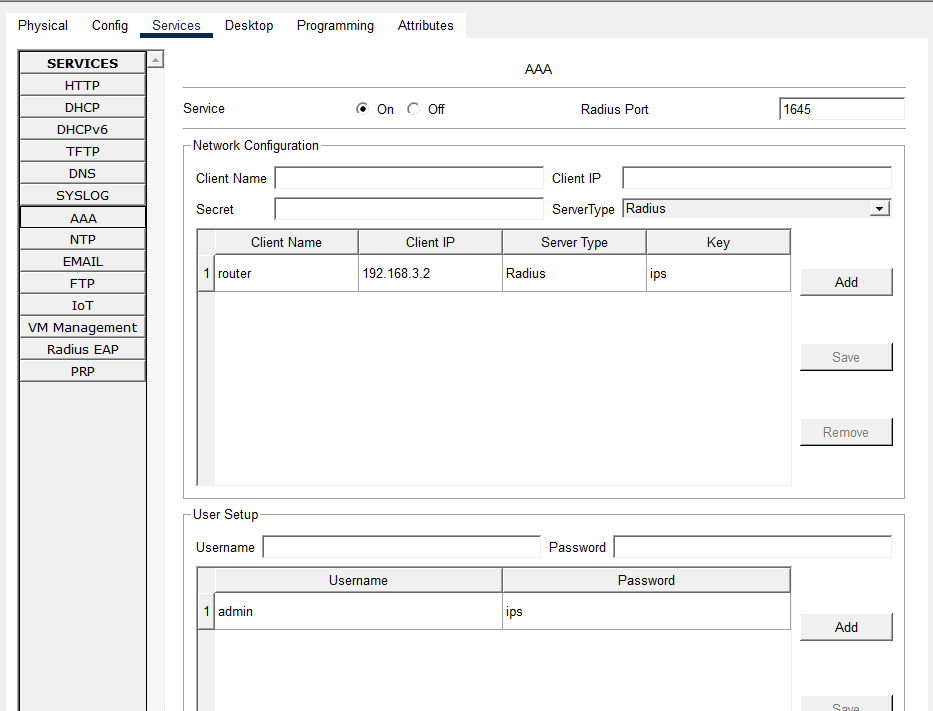 Physical Config Services Desktop Programming Attributes
SERVICES
HTTP
DHCP
DHCPv6
TFTP
DNS
SYSLOG
AAA
NTP
EMAIL
FTP
IoT
VM Management
Radius EAP
PRP
AAA
Service On Off Radius Port 1645
Network Configuration
Client Name Client IP
Secret ServerType Radius
Client Name Client IP Server Type Key
1 router 192.168.3.2 Radius ips
Add
Save
Remove
User Setup
Username Password
Username Password
1 admin ips
Add
Save